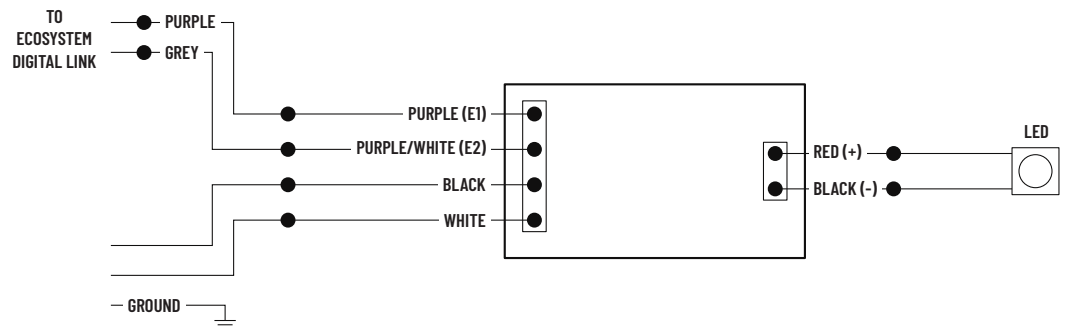 TO
ECOSYSTEM
DIGITAL LINK
PURPLE
GREY
PURPLE (E1)
PURPLE/WHITE (E2)
BLACK
WHITE
GROUND
RED (+)
BLACK (-)
LED